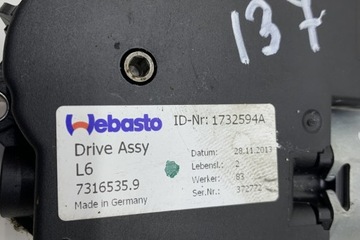 137
Webasto
ID-Nr: 1732594A
Drive Assy
L6
7316535.9
Made in Germany
Datum: 28.11.2013
Lebensl.: 2
Werker: 83
Ser.Nr.: 372772